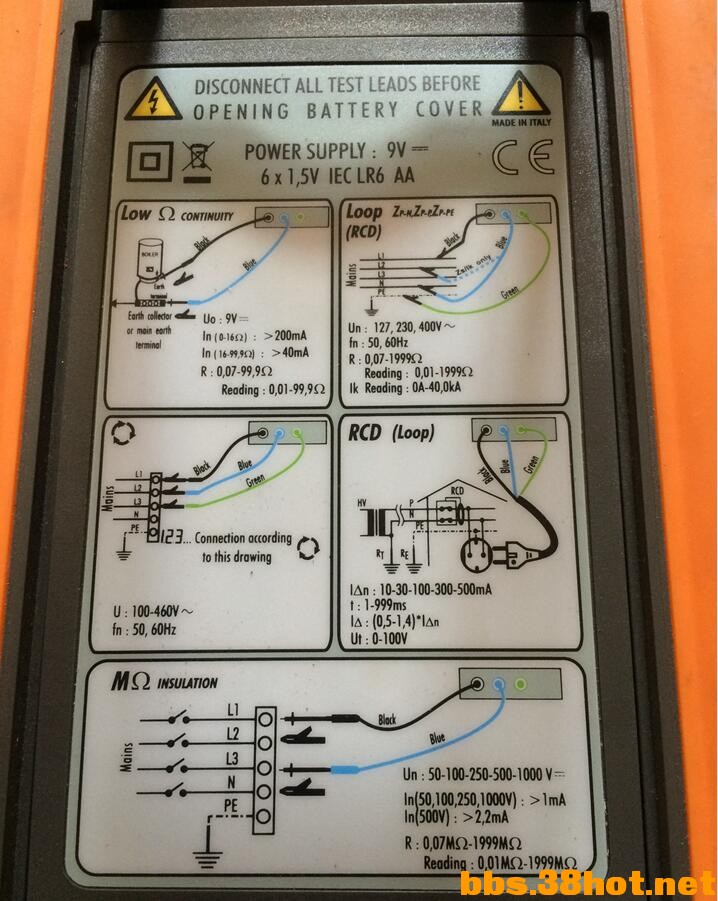 DISCONNECT ALL TEST LEADS BEFORE
OPENING BATTERY COVER
MADE IN ITALY
POWER SUPPLY : 9V⎓
6 x 1,5V IEC LR6 AA
CE
Low Ω CONTINUITY
Black
Blue
BOILER
Earth
terminal
Earth collector
or main earth
terminal
Uo : 9V⎓
In (0-16Ω) : >200mA
In (16-99,9Ω) : >40mA
R : 0,07-99,9Ω
Reading : 0,01-99,9Ω
Loop ZP-N,ZP-P,ZP-PE
(RCD)
Black
Blue
Green
Zslk only
Mains
L1
L2
L3
N
PE
Un : 127, 230, 400V~
fn : 50, 60Hz
R : 0,07-1999Ω
Reading : 0,01-1999Ω
Ik Reading : 0A-40,0kA
Black
Blue
Green
Mains
L1
L2
L3
N
PE
123... Connection according
to this drawing
U : 100-460V~
fn : 50, 60Hz
RCD (Loop)
Black
Blue
Green
HV
RCD
P
N
PE
RT
RE
IΔn : 10-30-100-300-500mA
t : 1-999ms
IΔ : (0,5-1,4)*IΔn
Ut : 0-100V
MΩ INSULATION
Mains
L1
L2
L3
N
PE
Black
Blue
Un : 50-100-250-500-1000 V⎓
In(50,100,250,1000V) : >1mA
In(500V) : >2,2mA
R : 0,07MΩ-1999MΩ
Reading : 0,01MΩ-1999MΩ
bbs.38hot.net